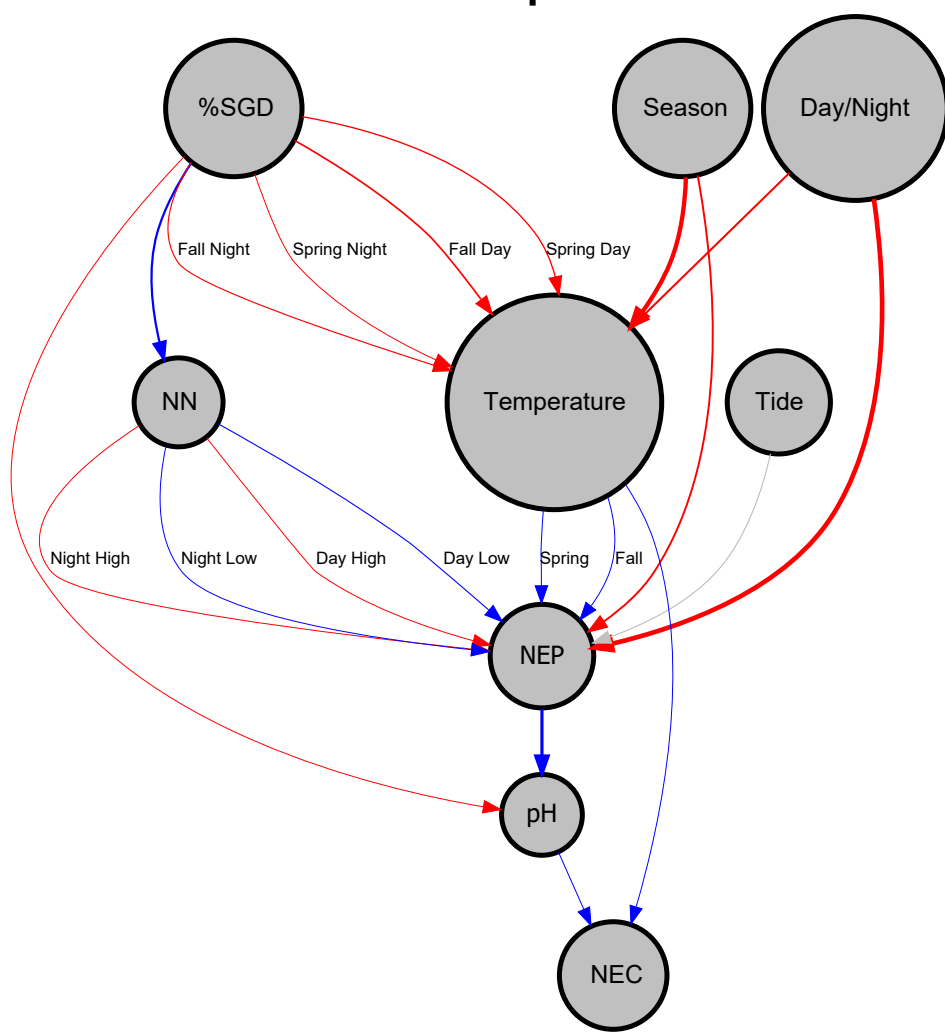 %SGD
Season
Day/Night
Fall Night
Spring Night
Fall Day
Spring Day
NN
Temperature
Tide
Night High
Night Low
Day High
Day Low
Spring
Fall
NEP
pH
NEC